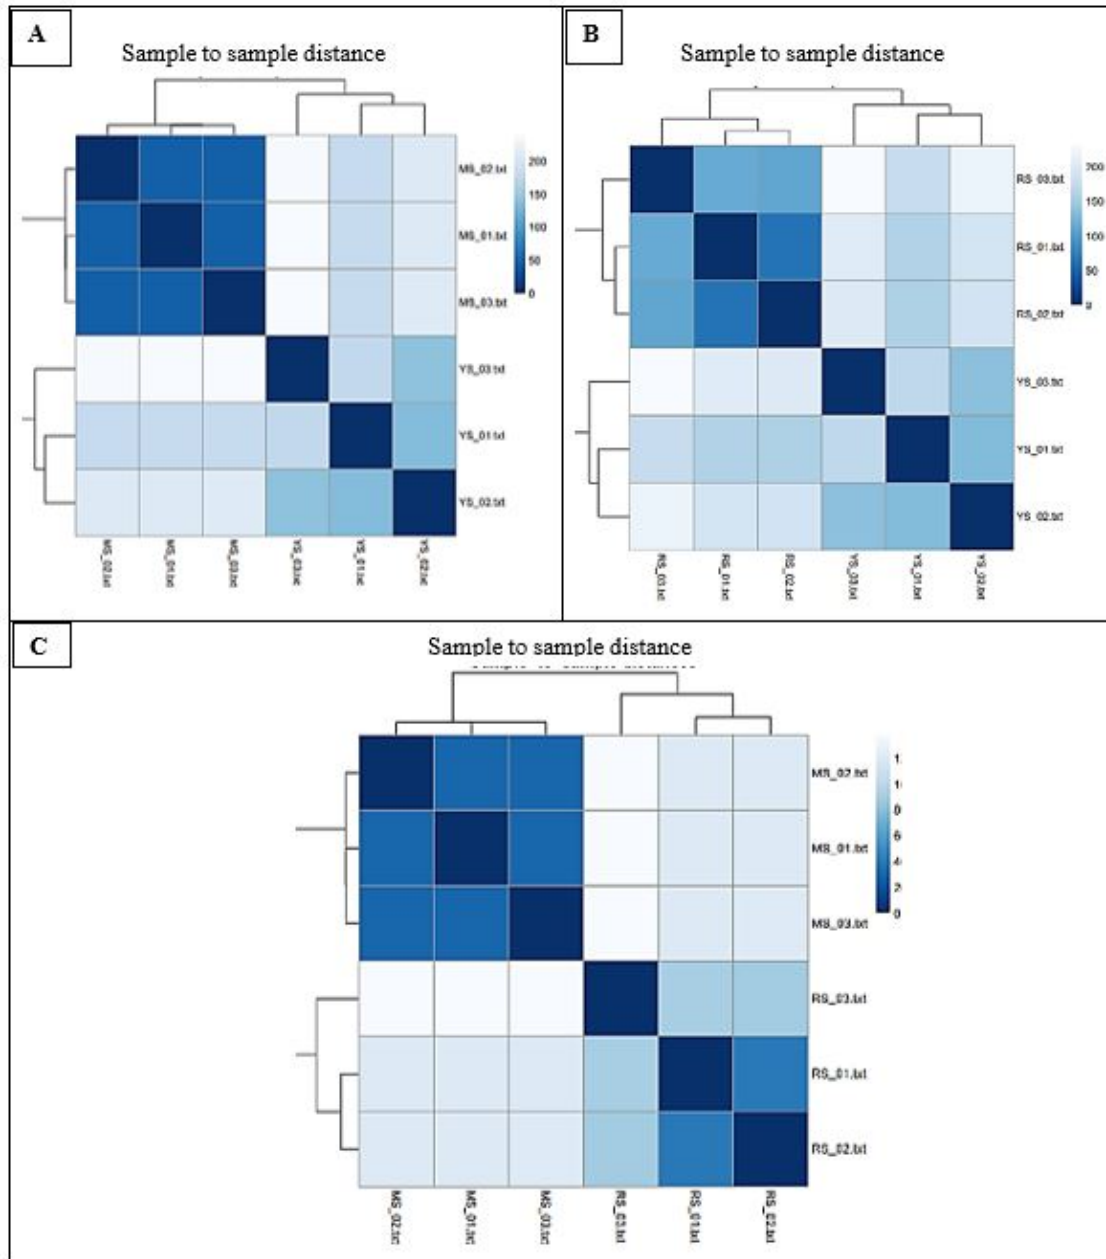 A
Sample to sample distance
200
150
100
50
0
MS_02.txt
MS_01.txt
MS_03.txt
YS_03.txt
YS_01.txt
YS_02.txt
MS_02.txt
MS_01.txt
MS_03.txt
YS_03.txt
YS_01.txt
YS_02.txt
B
Sample to sample distance
200
150
100
50
0
RS_03.txt
RS_01.txt
RS_02.txt
YS_03.txt
YS_01.txt
YS_02.txt
RS_03.txt
RS_01.txt
RS_02.txt
YS_03.txt
YS_01.txt
YS_02.txt
C
Sample to sample distance
8
6
4
2
0
MS_02.txt
MS_01.txt
MS_03.txt
RS_03.txt
RS_01.txt
RS_02.txt
MS_02.txt
MS_01.txt
MS_03.txt
RS_03.txt
RS_01.txt
RS_02.txt